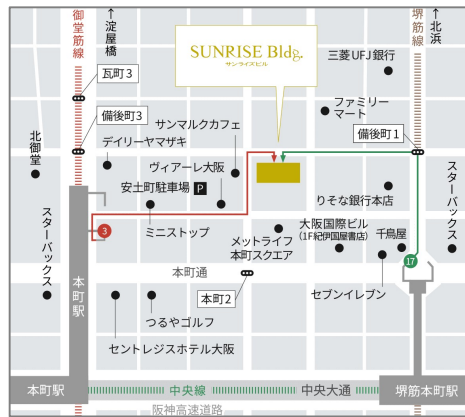 御堂筋線
↑淀屋橋
SUNRISE Bldg.
サンライズビル
堺筋線
↑北浜
三菱UFJ銀行
瓦町3
ファミリー
マート
備後町3
サンマルクカフェ
備後町1
北御堂
デイリーヤマザキ
ヴィアーレ大阪
安土町駐車場 P
りそな銀行本店
スターバックス
3
ミニストップ
メットライフ
本町スクエア
大阪国際ビル
(1F紀伊国屋書店)
千鳥屋
スターバックス
17
本町通
本町駅
本町2
セブンイレブン
つるやゴルフ
セントレジスホテル大阪
本町駅
中央線
中央大通
堺筋本町駅
阪神高速道路